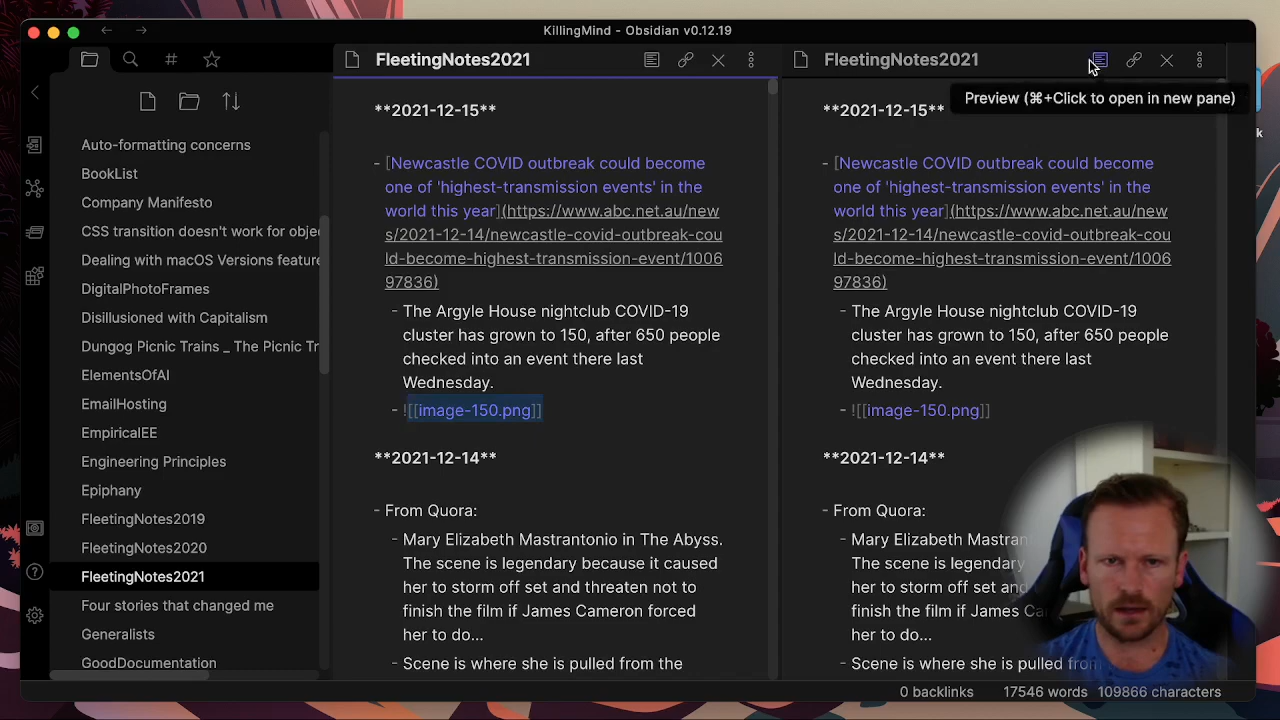 KillingMind - Obsidian v0.12.19
FleetingNotes2021
FleetingNotes2021
Preview (⌘+Click to open in new pane)
Auto-formatting concerns
BookList
Company Manifesto
CSS transition doesn't work for obje
Dealing with macOS Versions feature
DigitalPhotoFrames
Disillusioned with Capitalism
Dungog Picnic Trains _ The Picnic Tr
ElementsOfAI
EmailHosting
EmpiricalEE
Engineering Principles
Epiphany
FleetingNotes2019
FleetingNotes2020
FleetingNotes2021
Four stories that changed me
Generalists
GoodDocumentation
**2021-12-15**
- [Newcastle COVID outbreak could become
one of 'highest-transmission events' in the
world this year](https://www.abc.net.au/new
s/2021-12-14/newcastle-covid-outbreak-cou
ld-become-highest-transmission-event/1006
97836)
- The Argyle House nightclub COVID-19
cluster has grown to 150, after 650 people
checked into an event there last
Wednesday.
- ![[image-150.png]]
**2021-12-14**
- From Quora:
- Mary Elizabeth Mastrantonio in The Abyss.
The scene is legendary because it caused
her to storm off set and threaten not to
finish the film if James Cameron forced
her to do...
- Scene is where she is pulled from the
**2021-12-15**
- [Newcastle COVID outbreak could become
one of 'highest-transmission events' in the
world this year](https://www.abc.net.au/new
s/2021-12-14/newcastle-covid-outbreak-cou
ld-become-highest-transmission-event/1006
97836)
- The Argyle House nightclub COVID-19
cluster has grown to 150, after 650 people
checked into an event there last
Wednesday.
- ![[image-150.png]]
**2021-12-14**
- From Quora:
- Mary Elizabeth Mastran
The scene is legendary
her to storm off set and
finish the film if James C
her to do...
- Scene is where she is pulled from
0 backlinks
17546 words
109866 characters